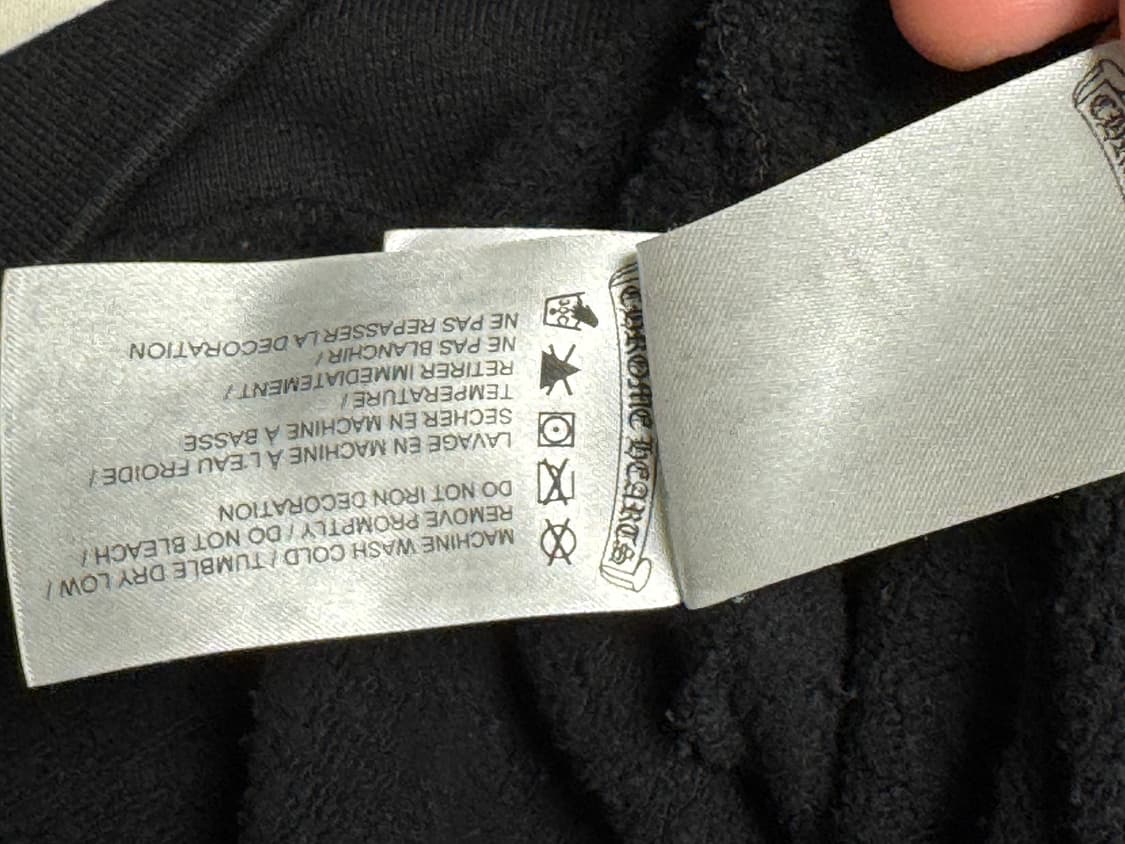 CHROME HEARTS
MACHINE WASH COLD / TUMBLE DRY LOW /
REMOVE PROMPTLY / DO NOT BLEACH /
DO NOT IRON DECORATION
LAVAGE EN MACHINE À L'EAU FROIDE /
SECHER EN MACHINE A BASSE
TEMPERATURE /
RETIRER IMMEDIATEMENT /
NE PAS BLANCHIR /
NE PAS REPASSER LA DECORATION